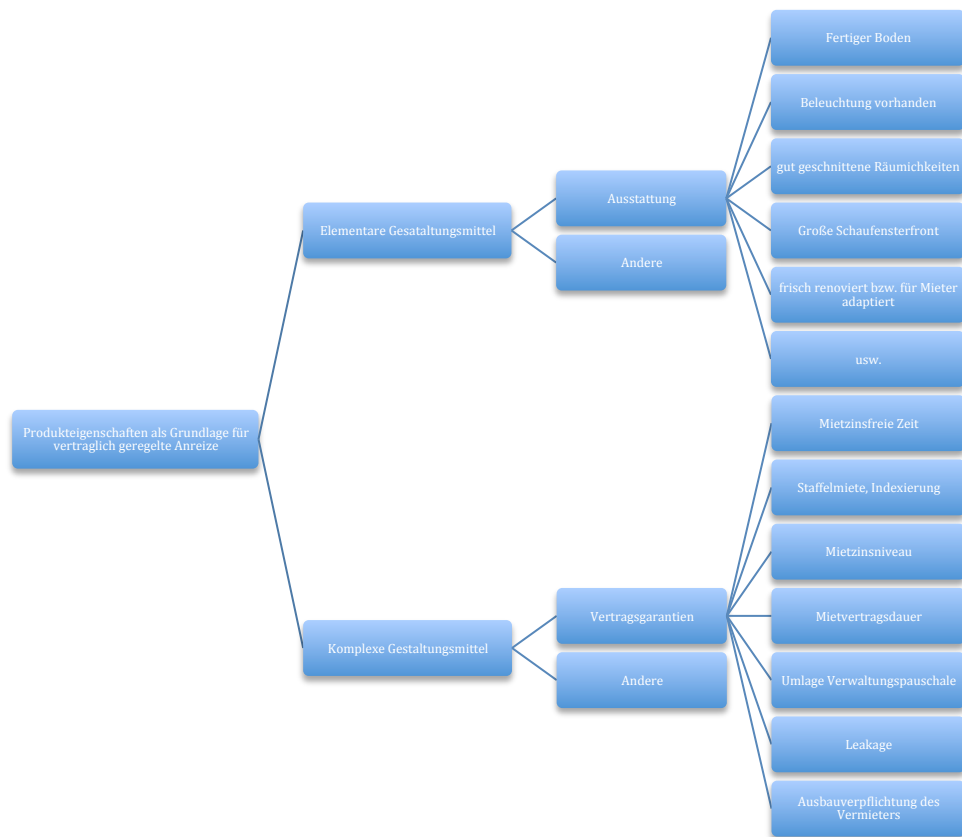 Produkteigenschaften als Grundlage für
vertraglich geregelte Anreize
Elementare Gesataltungsmittel
Ausstattung
Fertiger Boden
Beleuchtung vorhanden
gut geschnittene Räumichkeiten
Große Schaufensterfront
frisch renoviert bzw. für Mieter
adaptiert
usw.
Andere
Komplexe Gestaltungsmittel
Vertragsgarantien
Mietzinsfreie Zeit
Staffelmiete, Indexierung
Mietzinsniveau
Mietvertragsdauer
Umlage Verwaltungspauschale
Leakage
Ausbauverpflichtung des
Vermieters
Andere